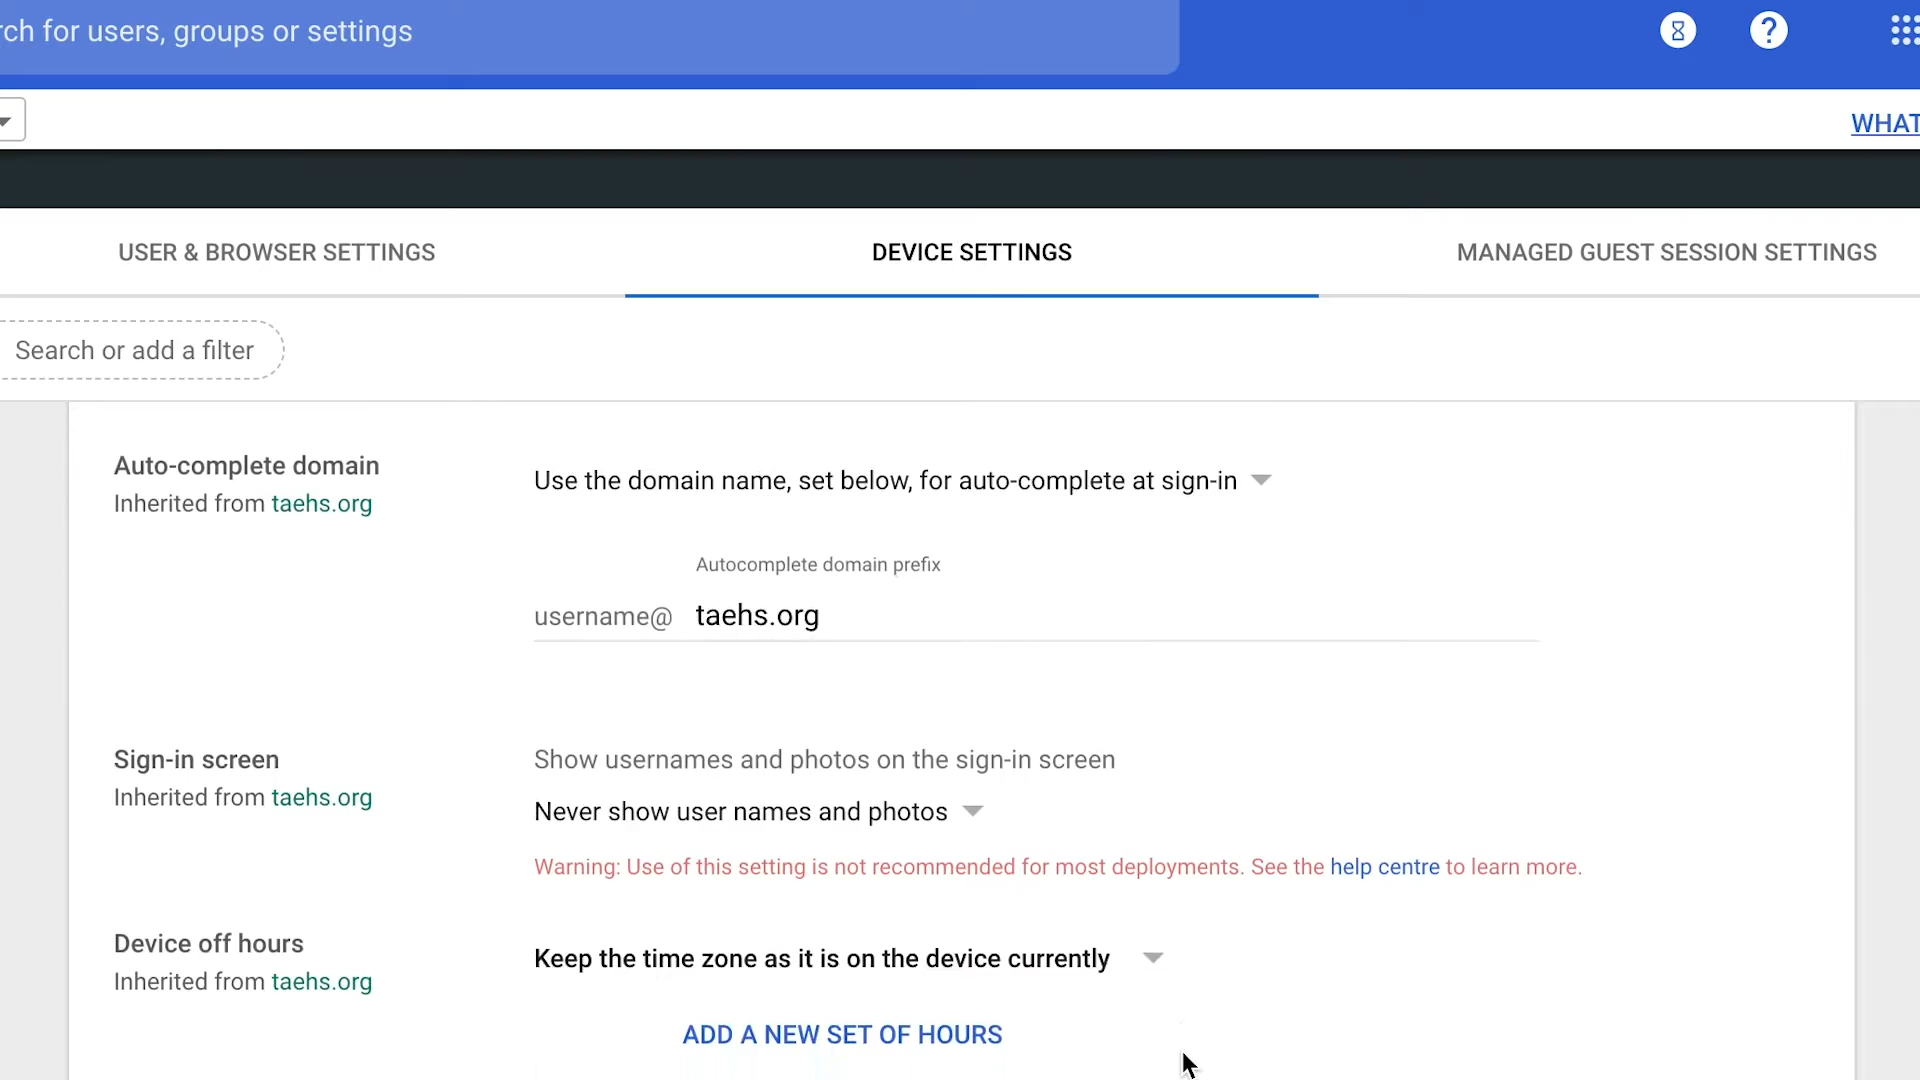 rch for users, groups or settings
?
WHAT
USER & BROWSER SETTINGS
DEVICE SETTINGS
MANAGED GUEST SESSION SETTINGS
Search or add a filter
Auto-complete domain
Inherited from taehs.org
Use the domain name, set below, for auto-complete at sign-in
Autocomplete domain prefix
username@ taehs.org
Sign-in screen
Inherited from taehs.org
Show usernames and photos on the sign-in screen
Never show user names and photos
Warning: Use of this setting is not recommended for most deployments. See the help centre to learn more.
Device off hours
Inherited from taehs.org
Keep the time zone as it is on the device currently
ADD A NEW SET OF HOURS